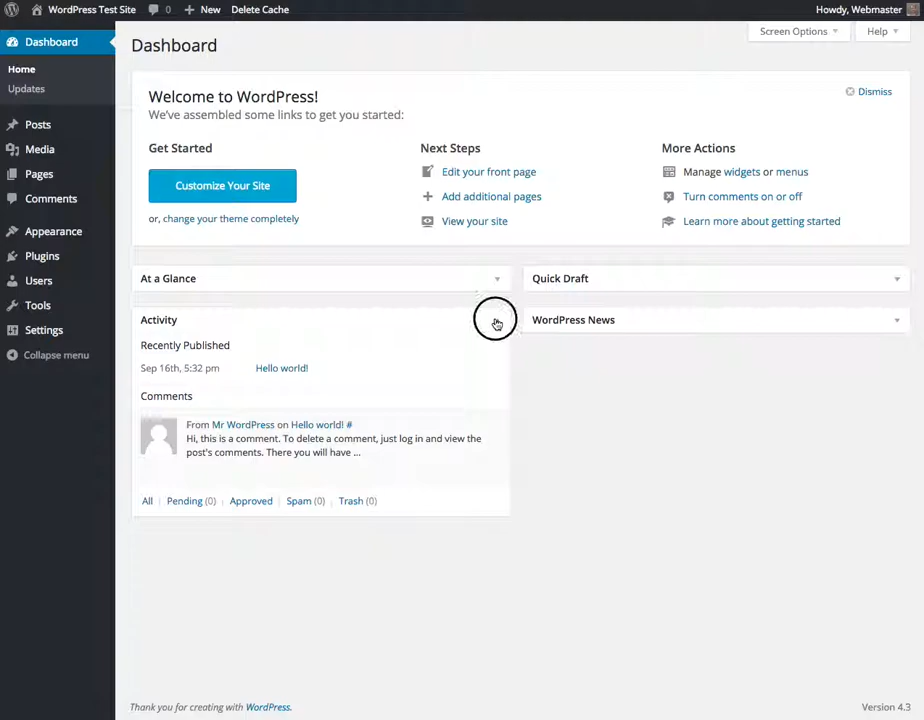 WordPress Test Site 0 New Delete Cache Howdy, Webmaster
Dashboard
Home
Updates
Posts
Media
Pages
Comments
Appearance
Plugins
Users
Tools
Settings
Collapse menu
Screen Options Help
Dashboard
Welcome to WordPress!
We've assembled some links to get you started:
Dismiss
Get Started
Customize Your Site
or, change your theme completely
Next Steps
Edit your front page
Add additional pages
View your site
More Actions
Manage widgets or menus
Turn comments on or off
Learn more about getting started
At a Glance
Quick Draft
Activity
WordPress News
Recently Published
Sep 16th, 5:32 pm Hello world!
Comments
From Mr WordPress on Hello world! #
Hi, this is a comment. To delete a comment, just log in and view the
post's comments. There you will have ...
All | Pending (0) | Approved | Spam (0) | Trash (0)
Thank you for creating with WordPress.
Version 4.3